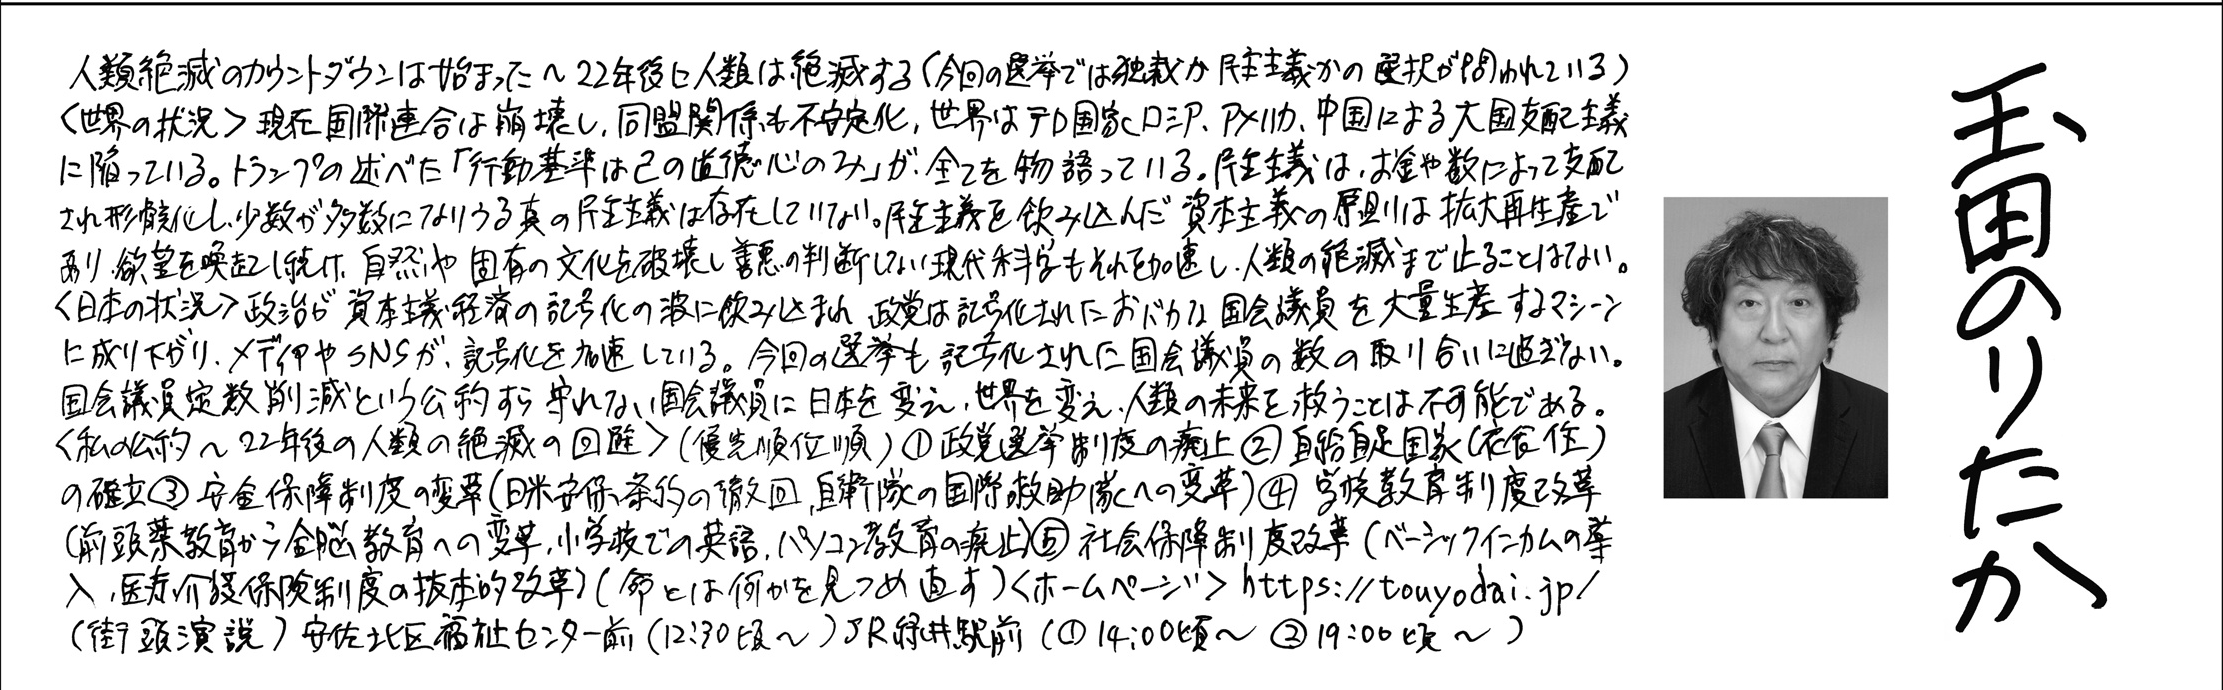 人類絶滅のカウントダウンは始まった～22年後に人類は絶滅する(今回の選挙では独裁か民主主義かの選択が問われている)
<世界の状況>現在国際連合は崩壊し、同盟関係も不安定化、世界はテロ国家ロシア、アメリカ、中国による大国支配主義
に陥っている。トランプの述べた「行動基準は己の道徳心のみ」が、全てを物語っている。民主主義は、お金や数によって支配
され形骸化し、少数が多数になりうる真の民主主義は存在していない。民主主義を飲み込んだ資本主義の原則は拡大再生産で
あり、欲望を喚起し続け、自然や固有の文化を破壊し善悪の判断しない現代科学もそれを加速し、人類の絶滅まで止ることはない。
<日本の状況>政治が資本主義経済の記号化の波に飲み込まれ政党は記号化されたおバカな国会議員を大量生産するマシーン
に成り下がり、メディアやSNSが、記号化を加速している。今回の選挙も記号化された国会議員の数の取り合いに過ぎない。
国会議員定数削減という公約すら守れない国会議員に日本を変え、世界を変え、人類の未来を救うことは不可能である。
<私の公約～22年後の人類の絶滅の回避>(優先順位順)①政党選挙制度の廃止②自給自足国家(衣食住)
の確立③安全保障制度の変革(日米安保条約の撤回、自衛隊の国際救助隊への変革)④学校教育制度改革
(前頭葉教育から全脳教育への変革、小学校での英語、パソコン教育の廃止)⑤社会保障制度改革(ベーシックインカムの導
入、医療介護保険制度の抜本的改革)(命とは何かを見つめ直す)<ホームページ>https://touyodai.jp/
(街頭演説)安佐北区福祉センター前(12:30頃～)JR緑井駅前(①14:00頃～②19:00頃～)
玉田のりたか